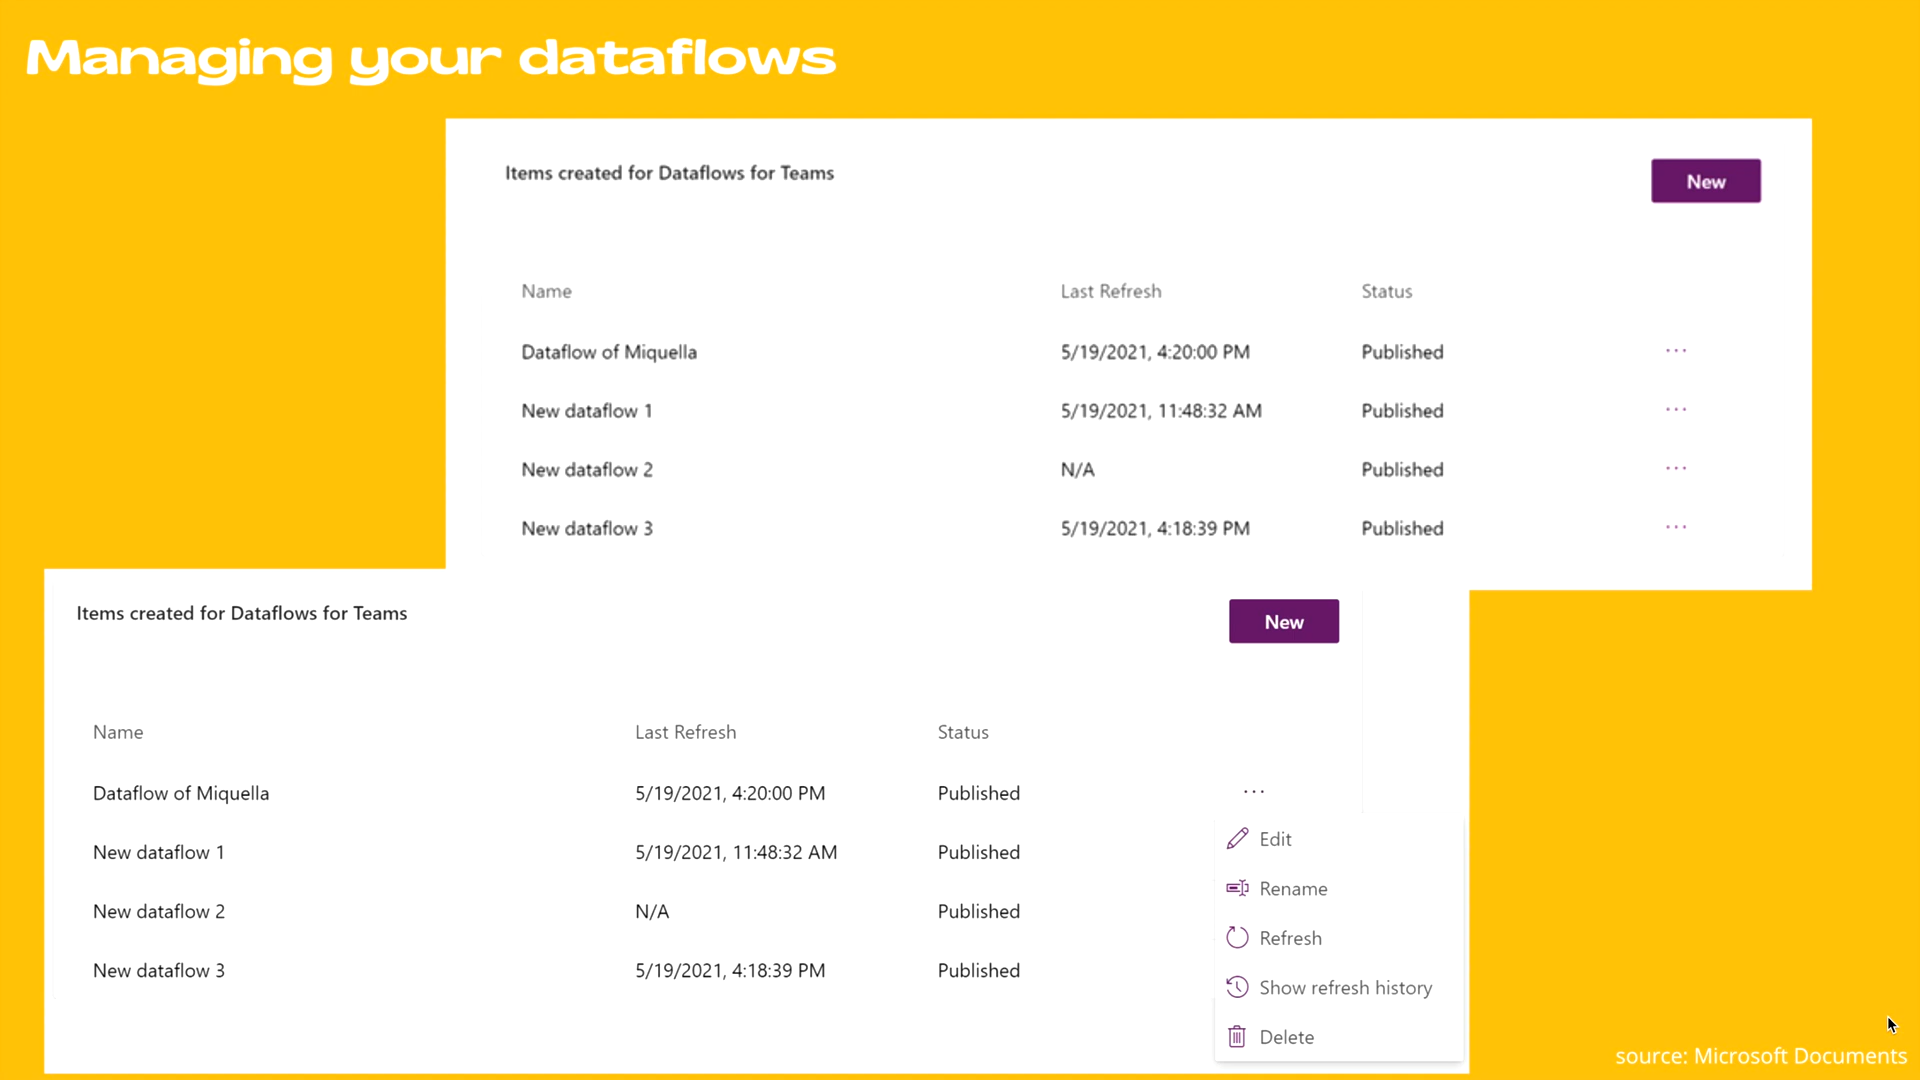 Managing your dataflows
Items created for Dataflows for Teams
New
Name Last Refresh Status
Dataflow of Miquella 5/19/2021, 4:20:00 PM Published ...
New dataflow 1 5/19/2021, 11:48:32 AM Published ...
New dataflow 2 N/A Published ...
New dataflow 3 5/19/2021, 4:18:39 PM Published ...
Items created for Dataflows for Teams
New
Name Last Refresh Status
Dataflow of Miquella 5/19/2021, 4:20:00 PM Published ...
New dataflow 1 5/19/2021, 11:48:32 AM Published
New dataflow 2 N/A Published
New dataflow 3 5/19/2021, 4:18:39 PM Published
Edit
Rename
Refresh
Show refresh history
Delete
source: Microsoft Documents